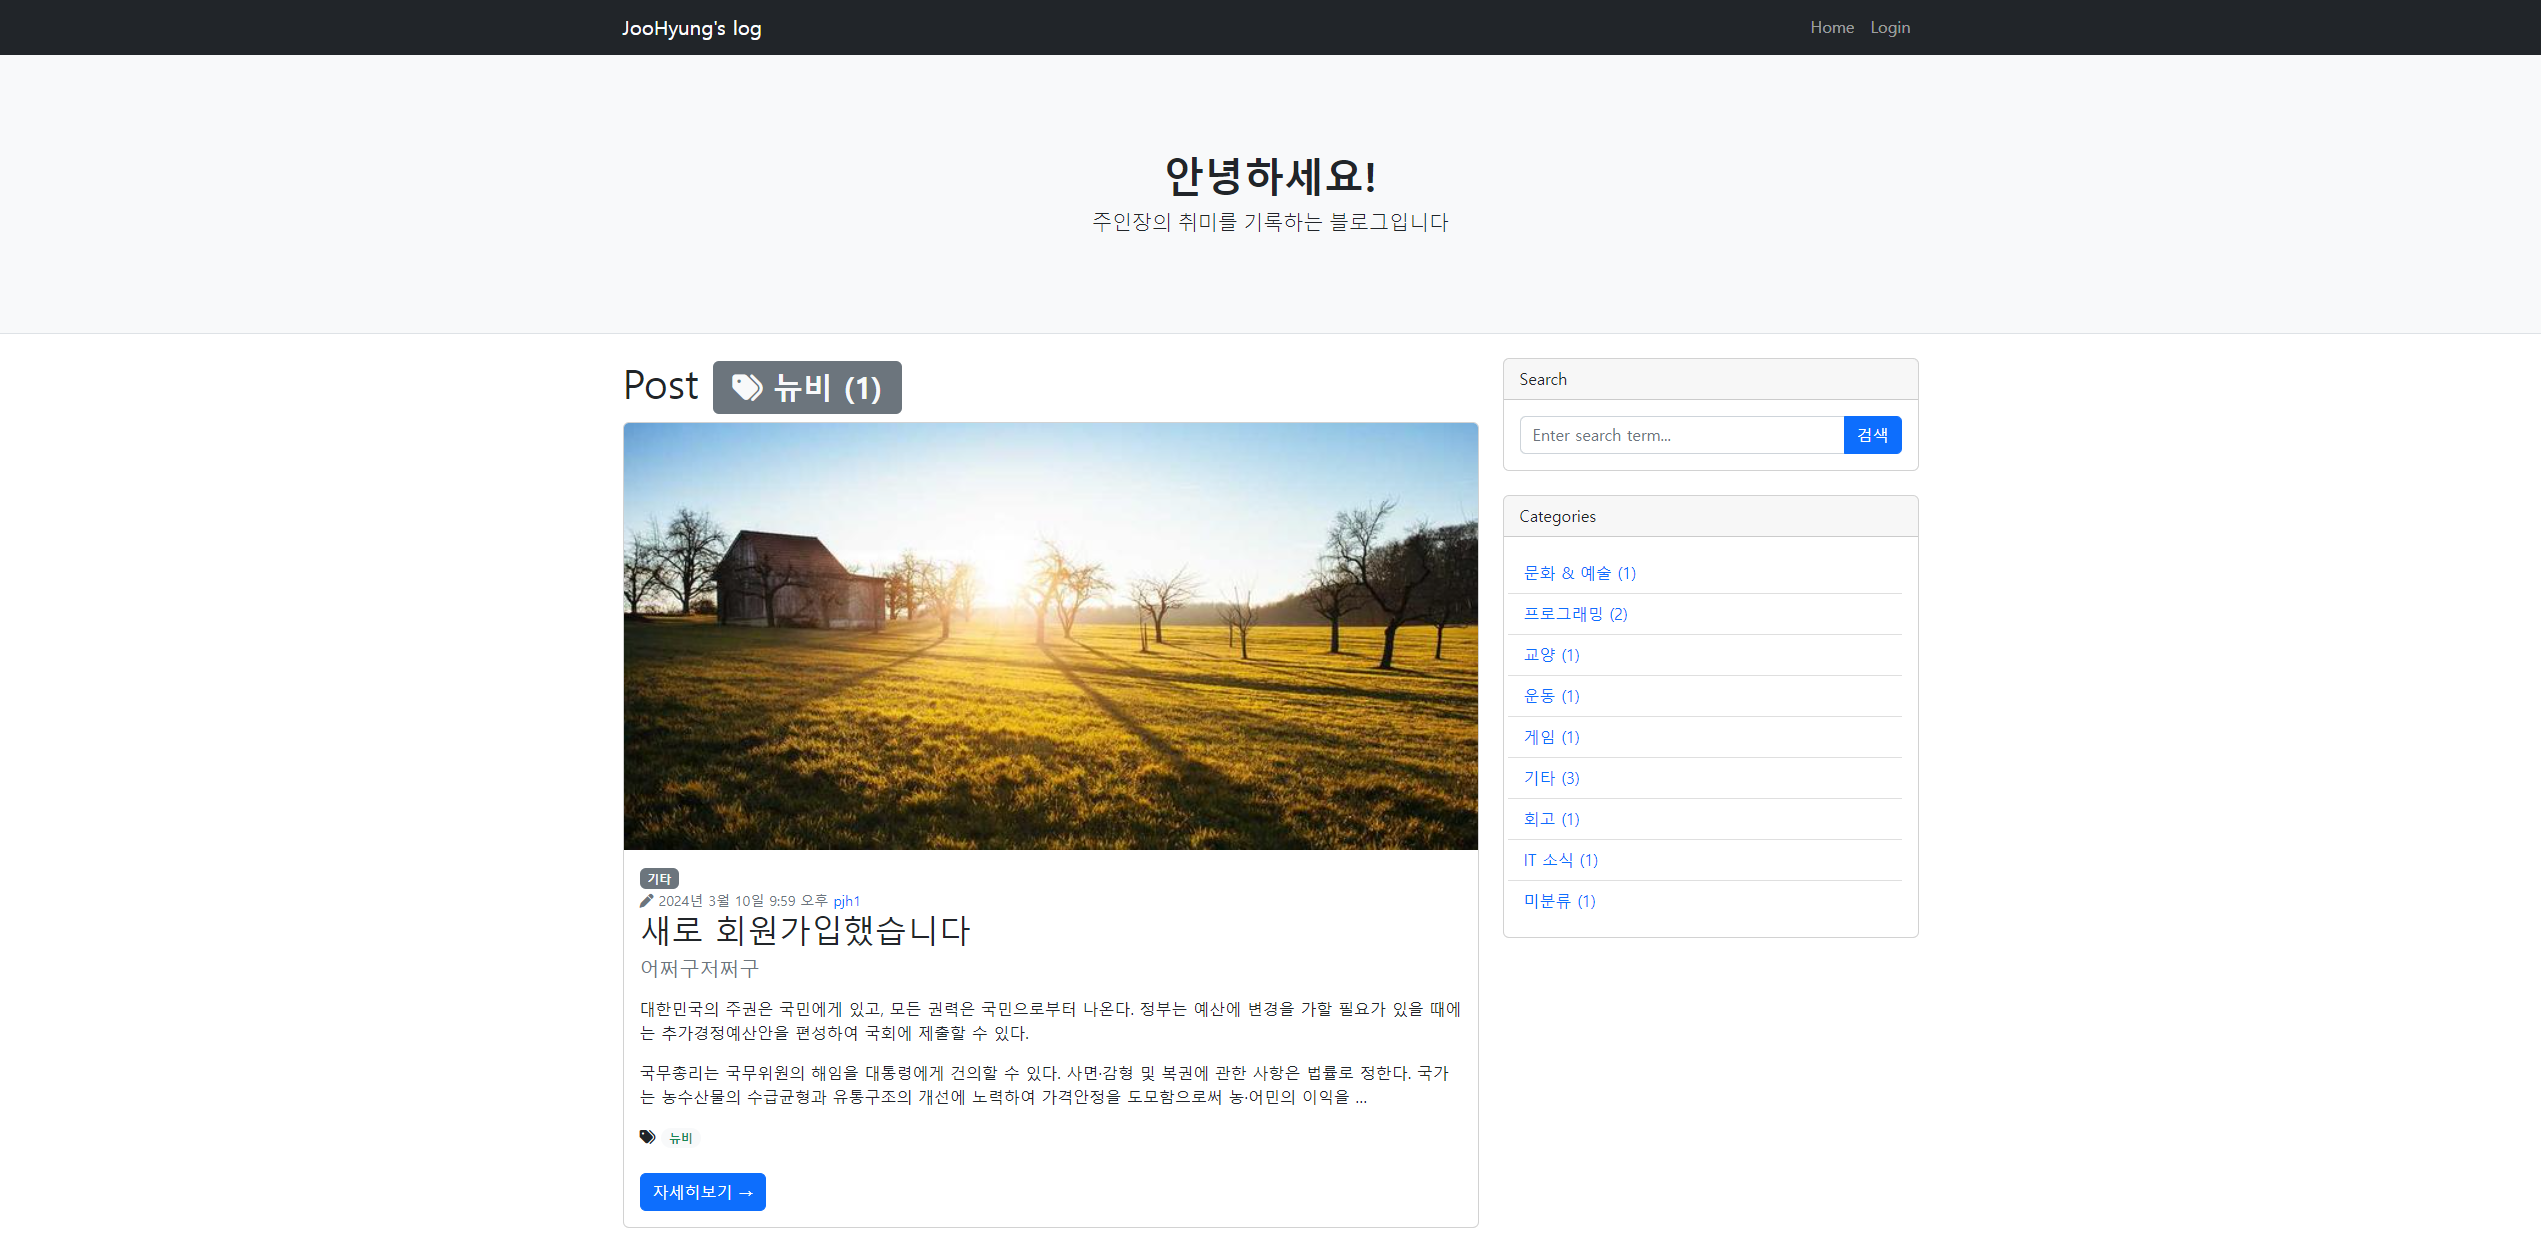 JooHyung's log
Home Login
안녕하세요!
주인장의 취미를 기록하는 블로그입니다
Post 뉴비 (1)
기타
2024년 3월 10일 9:59 오후 pjh1
새로 회원가입했습니다
어쩌구저쩌구
대한민국의 주권은 국민에게 있고, 모든 권력은 국민으로부터 나온다. 정부는 예산에 변경을 가할 필요가 있을 때에
는 추가경정예산안을 편성하여 국회에 제출할 수 있다.
국무총리는 국무위원의 해임을 대통령에게 건의할 수 있다. 사면·감형 및 복권에 관한 사항은 법률로 정한다. 국가
는 농수산물의 수급균형과 유통구조의 개선에 노력하여 가격안정을 도모함으로써 농·어민의 이익을 ...
뉴비
자세히보기 →
Search
Enter search term...
검색
Categories
문화 & 예술 (1)
프로그래밍 (2)
교양 (1)
운동 (1)
게임 (1)
기타 (3)
회고 (1)
IT 소식 (1)
미분류 (1)